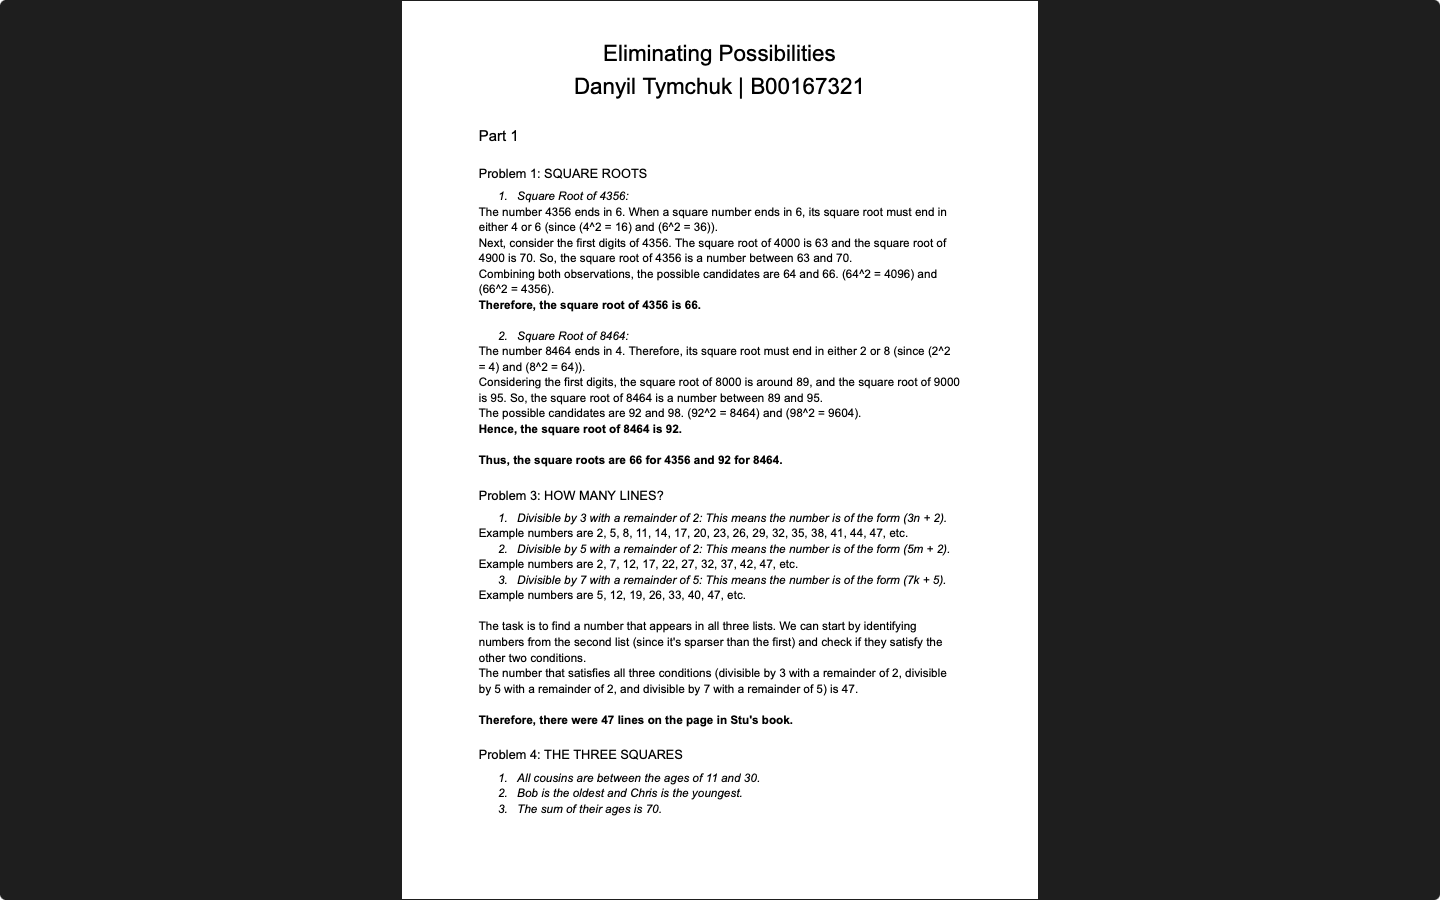 Eliminating Possibilities
Danyil Tymchuk | B00167321
Part 1
Problem 1: SQUARE ROOTS
1. Square Root of 4356:
The number 4356 ends in 6. When a square number ends in 6, its square root must end in
either 4 or 6 (since (4^2 = 16) and (6^2 = 36)).
Next, consider the first digits of 4356. The square root of 4000 is 63 and the square root of
4900 is 70. So, the square root of 4356 is a number between 63 and 70.
Combining both observations, the possible candidates are 64 and 66. (64^2 = 4096) and
(66^2 = 4356).
Therefore, the square root of 4356 is 66.
2. Square Root of 8464:
The number 8464 ends in 4. Therefore, its square root must end in either 2 or 8 (since (2^2
= 4) and (8^2 = 64)).
Considering the first digits, the square root of 8000 is around 89, and the square root of 9000
is 95. So, the square root of 8464 is a number between 89 and 95.
The possible candidates are 92 and 98. (92^2 = 8464) and (98^2 = 9604).
Hence, the square root of 8464 is 92.
Thus, the square roots are 66 for 4356 and 92 for 8464.
Problem 3: HOW MANY LINES?
1. Divisible by 3 with a remainder of 2: This means the number is of the form (3n + 2).
Example numbers are 2, 5, 8, 11, 14, 17, 20, 23, 26, 29, 32, 35, 38, 41, 44, 47, etc.
2. Divisible by 5 with a remainder of 2: This means the number is of the form (5m + 2).
Example numbers are 2, 7, 12, 17, 22, 27, 32, 37, 42, 47, etc.
3. Divisible by 7 with a remainder of 5: This means the number is of the form (7k + 5).
Example numbers are 5, 12, 19, 26, 33, 40, 47, etc.
The task is to find a number that appears in all three lists. We can start by identifying
numbers from the second list (since it's sparser than the first) and check if they satisfy the
other two conditions.
The number that satisfies all three conditions (divisible by 3 with a remainder of 2, divisible
by 5 with a remainder of 2, and divisible by 7 with a remainder of 5) is 47.
Therefore, there were 47 lines on the page in Stu's book.
Problem 4: THE THREE SQUARES
1. All cousins are between the ages of 11 and 30.
2. Bob is the oldest and Chris is the youngest.
3. The sum of their ages is 70.